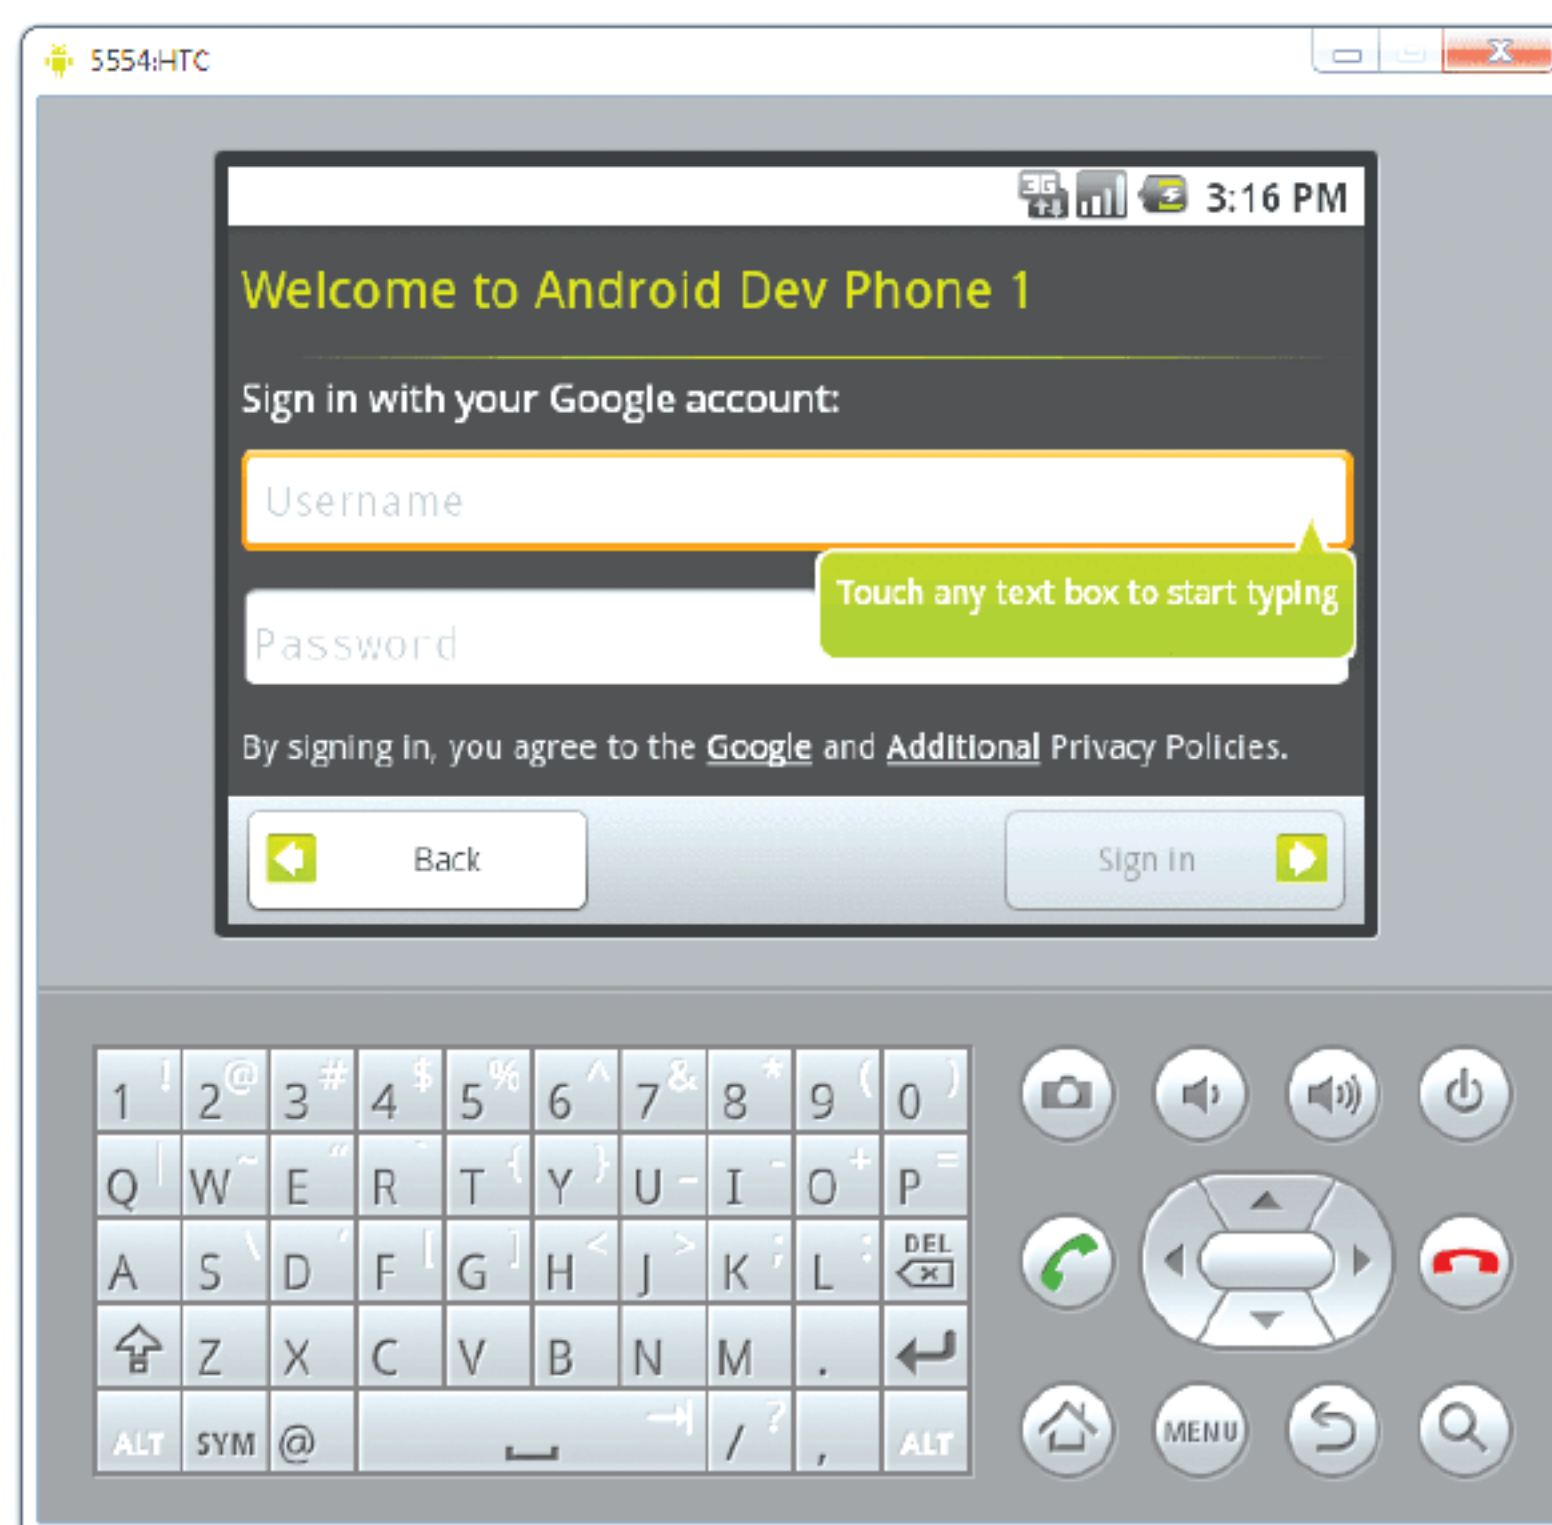 5554:HTC
3G 3:16 PM
Welcome to Android Dev Phone 1
Sign in with your Google account:
Username
Touch any text box to start typing
Password
By signing in, you agree to the Google and Additional Privacy Policies.
Back Sign in
1 ! 2 @ 3 # 4 $ 5 % 6 ^ 7 & 8 * 9 ( 0 )
Q | W ~ E “ R ` T { Y } U _ I - O + P =
A S \ D ' F [ G ] H < J > K ; L : DEL
Z X C V B N M .
ALT SYM @ / ? , ALT
MENU